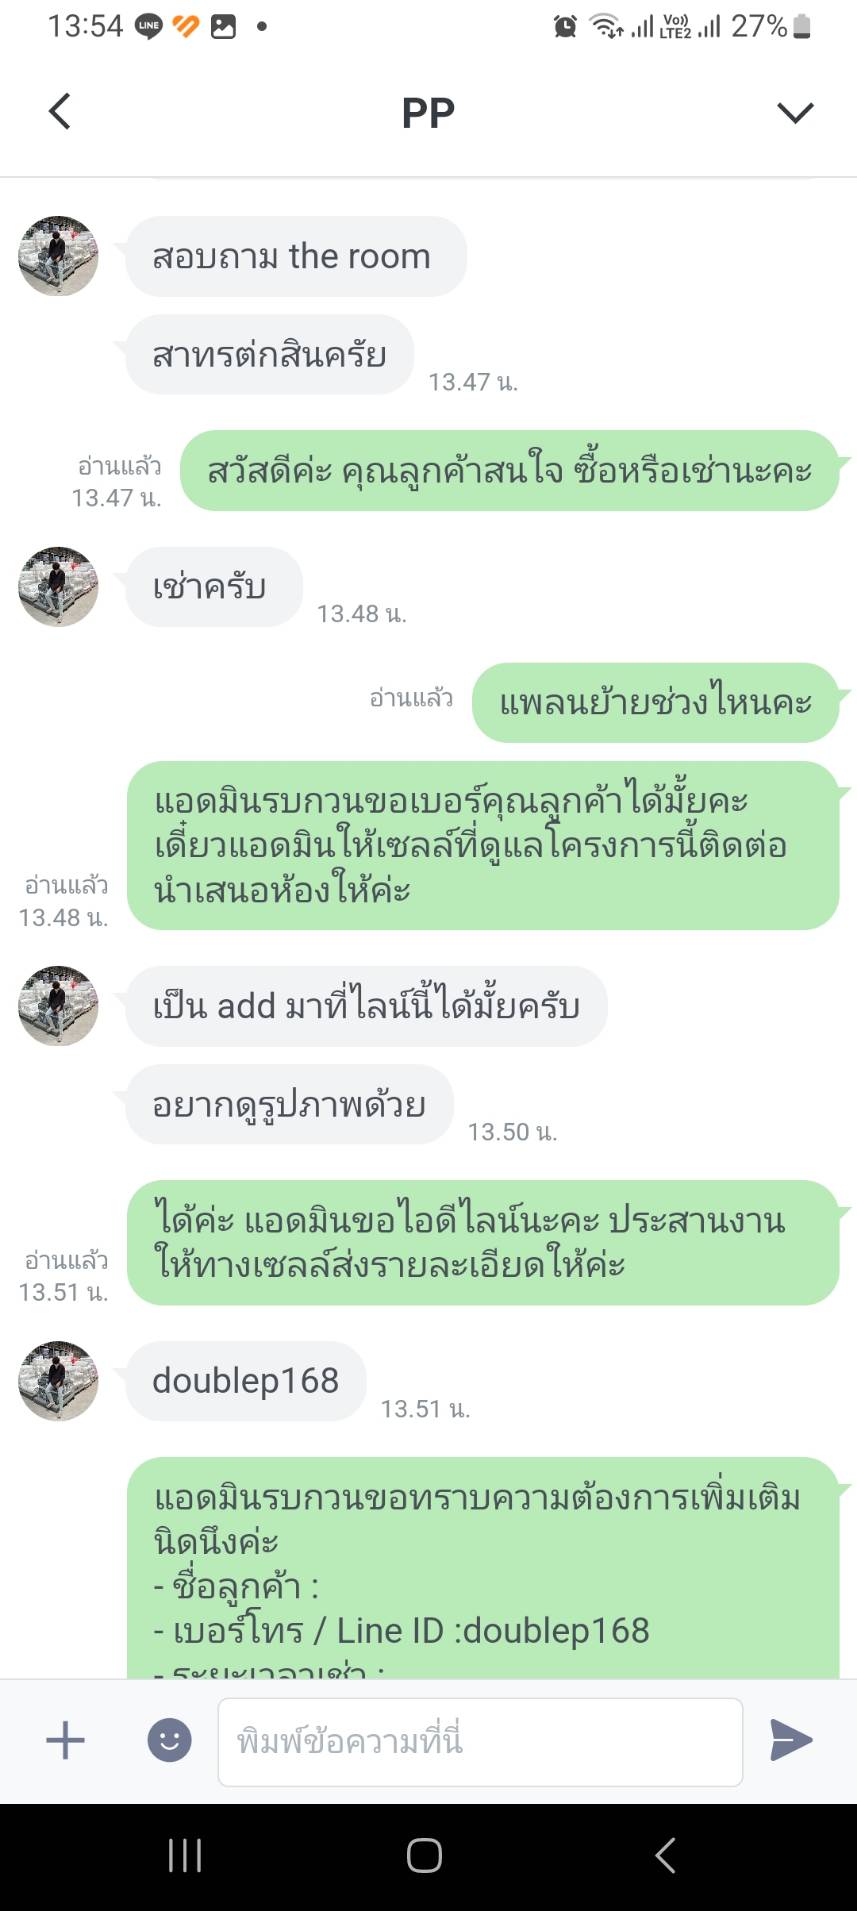 13:54
LINE
Vo)) LTE2
27%
PP
สอบถาม the room
สาทรต่กสินครัย
13.47 น.
อ่านแล้ว
13.47 น.
สวัสดีค่ะ คุณลูกค้าสนใจ ซื้อหรือเช่านะคะ
เช่าครับ
13.48 น.
อ่านแล้ว
แพลนย้ายช่วงไหนคะ
แอดมินรบกวนขอเบอร์คุณลูกค้าได้มั้ยคะ
เดี๋ยวแอดมินให้เซลล์ที่ดูแลโครงการนี้ติดต่อ
นำเสนอห้องให้ค่ะ
อ่านแล้ว
13.48 น.
เป็น add มาที่ไลน์นี้ได้มั้ยครับ
อยากดูรูปภาพด้วย
13.50 น.
ได้ค่ะ แอดมินขอไอดีไลน์นะคะ ประสานงาน
ให้ทางเซลล์ส่งรายละเอียดให้ค่ะ
อ่านแล้ว
13.51 น.
doublep168
13.51 น.
แอดมินรบกวนขอทราบความต้องการเพิ่มเติม
นิดนึงค่ะ
- ชื่อลูกค้า :
- เบอร์โทร / Line ID :doublep168
- ระยะเวลาเช่า :
พิมพ์ข้อความที่นี่